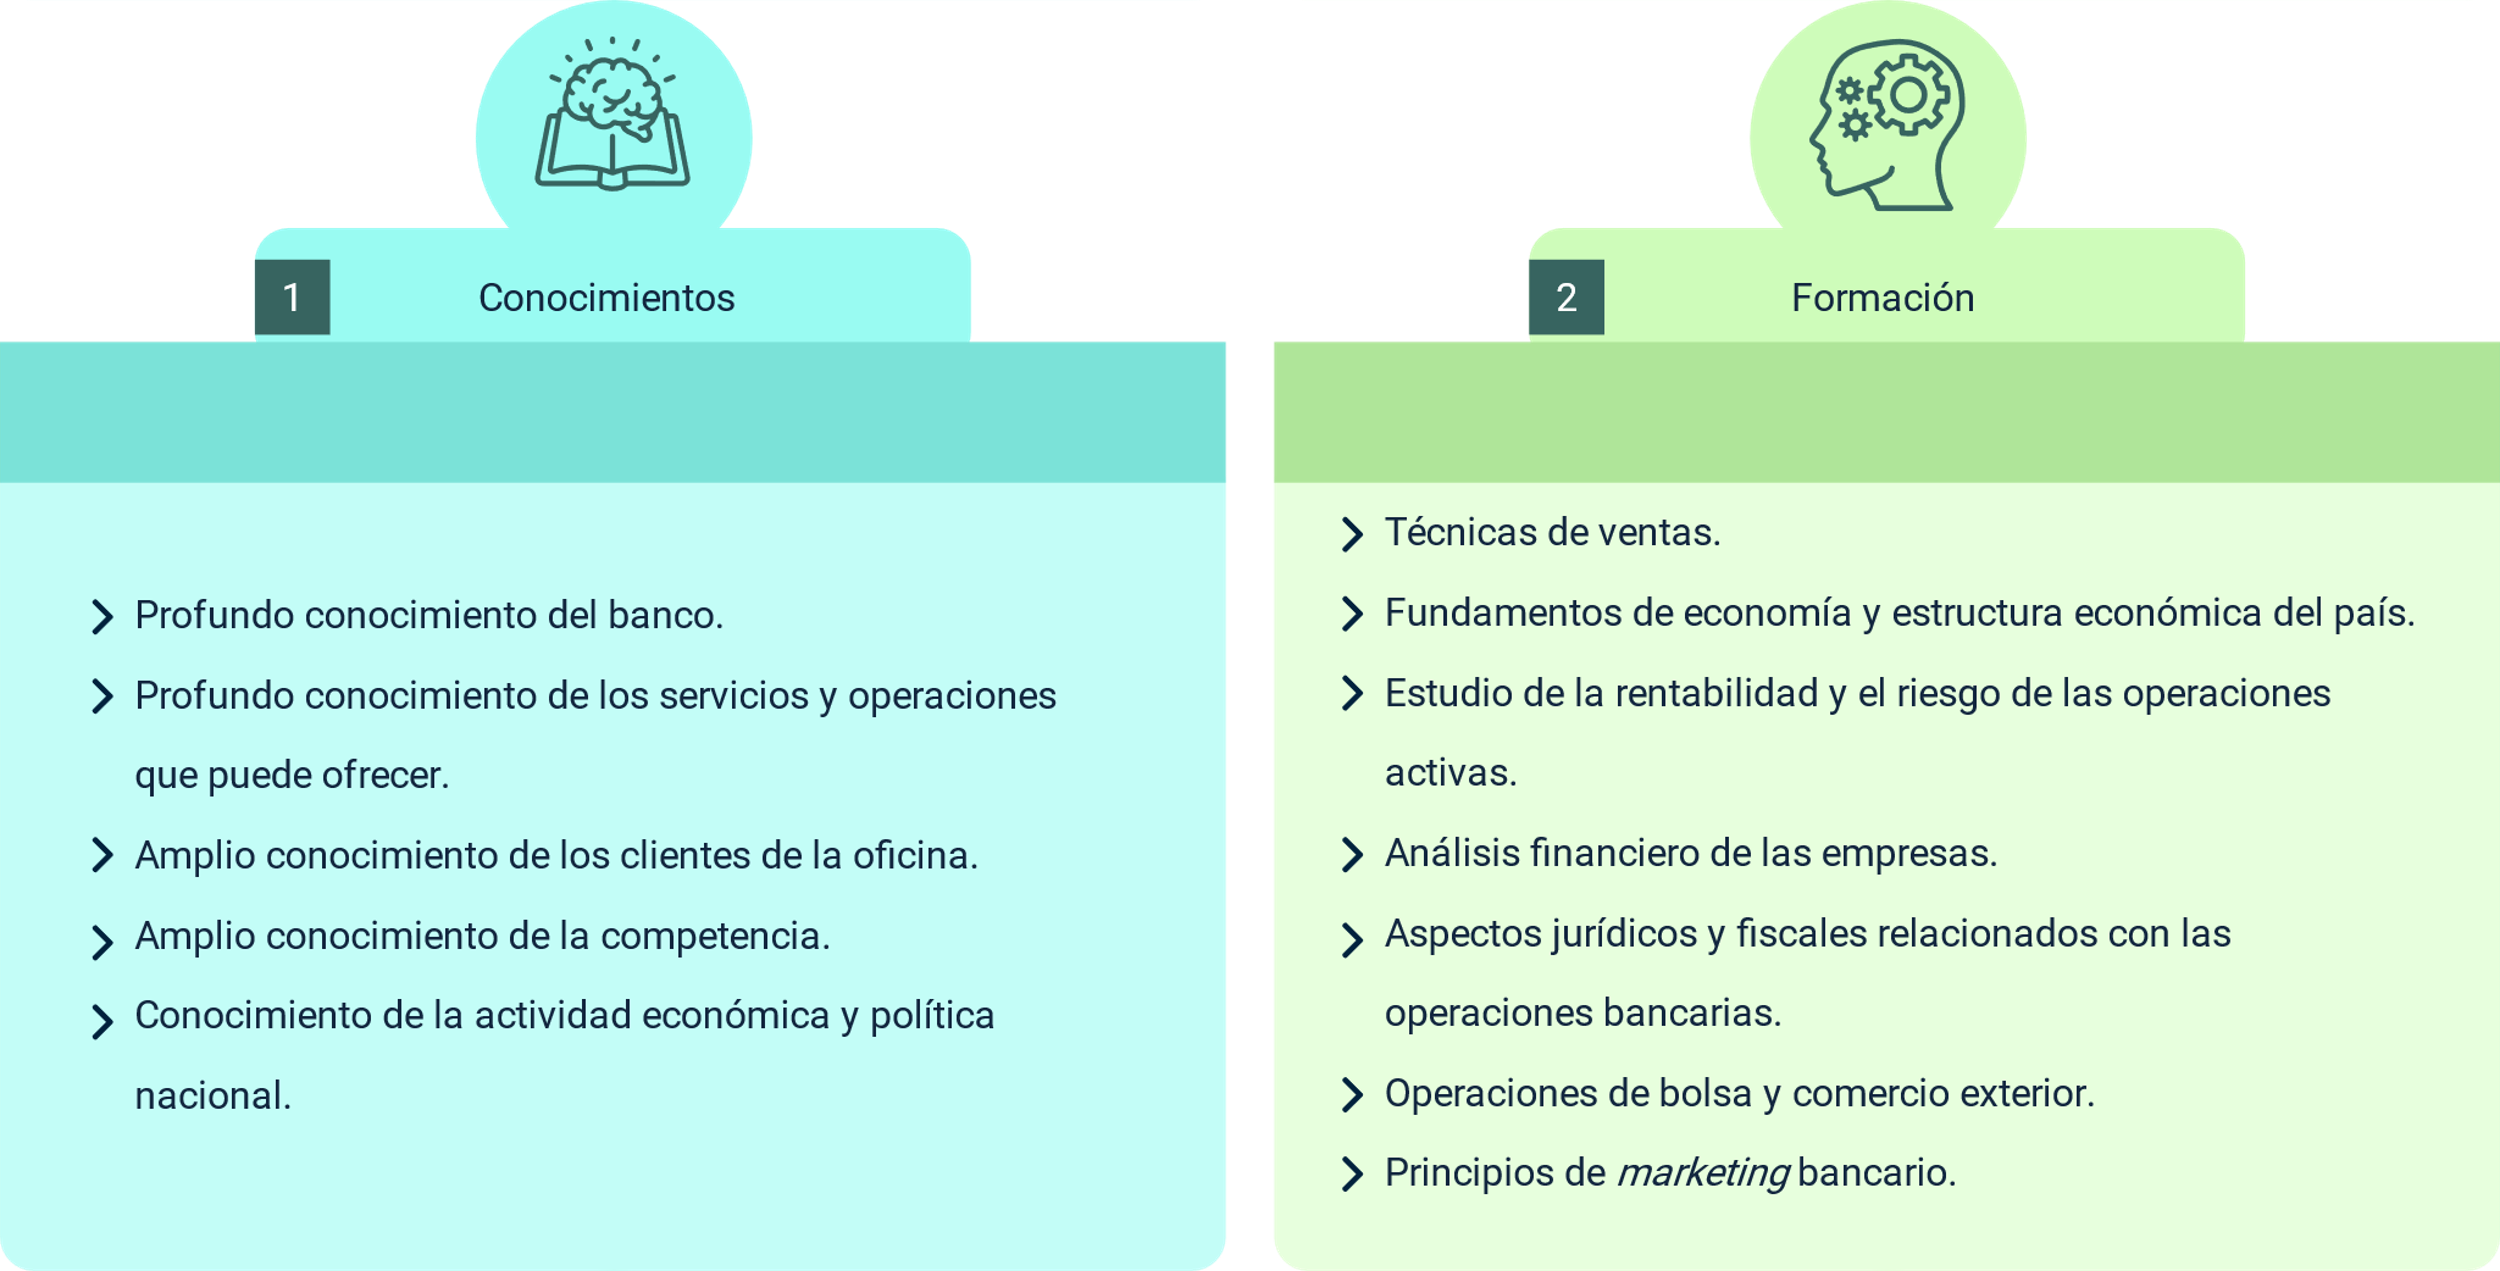 1
Conocimientos
Profundo conocimiento del banco.
Profundo conocimiento de los servicios y operaciones
que puede ofrecer.
Amplio conocimiento de los clientes de la oficina.
Amplio conocimiento de la competencia.
Conocimiento de la actividad económica y política
nacional.
2
Formación
Técnicas de ventas.
Fundamentos de economía y estructura económica del país.
Estudio de la rentabilidad y el riesgo de las operaciones
activas.
Análisis financiero de las empresas.
Aspectos jurídicos y fiscales relacionados con las
operaciones bancarias.
Operaciones de bolsa y comercio exterior.
Principios de marketing bancario.